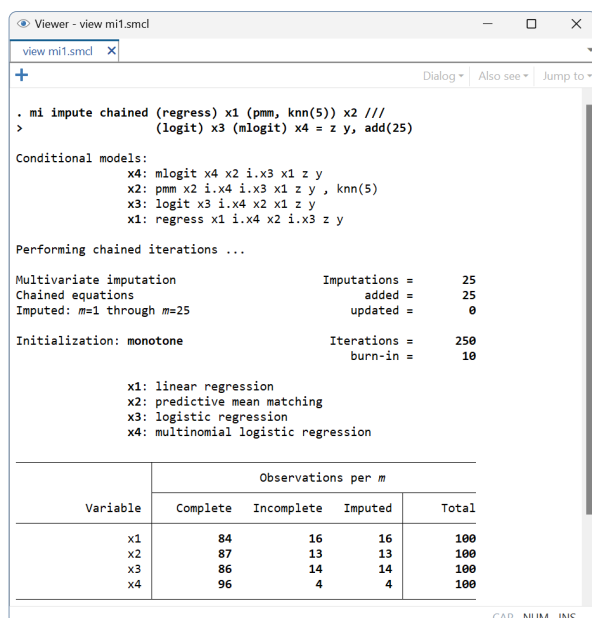 Viewer - view mi1.smcl
view mi1.smcl
+ Dialog Also see Jump to
. mi impute chained (regress) x1 (pmm, knn(5)) x2 ///
> (logit) x3 (mlogit) x4 = z y, add(25)
Conditional models:
x4: mlogit x4 x2 i.x3 x1 z y
x2: pmm x2 i.x4 i.x3 x1 z y , knn(5)
x3: logit x3 i.x4 x2 x1 z y
x1: regress x1 i.x4 x2 i.x3 z y
Performing chained iterations ...
Multivariate imputation Imputations = 25
Chained equations added = 25
Imputed: m=1 through m=25 updated = 0
Initialization: monotone Iterations = 250
burn-in = 10
x1: linear regression
x2: predictive mean matching
x3: logistic regression
x4: multinomial logistic regression
Observations per m
Variable Complete Incomplete Imputed Total
x1 84 16 16 100
x2 87 13 13 100
x3 86 14 14 100
x4 96 4 4 100
CAP NUM INS